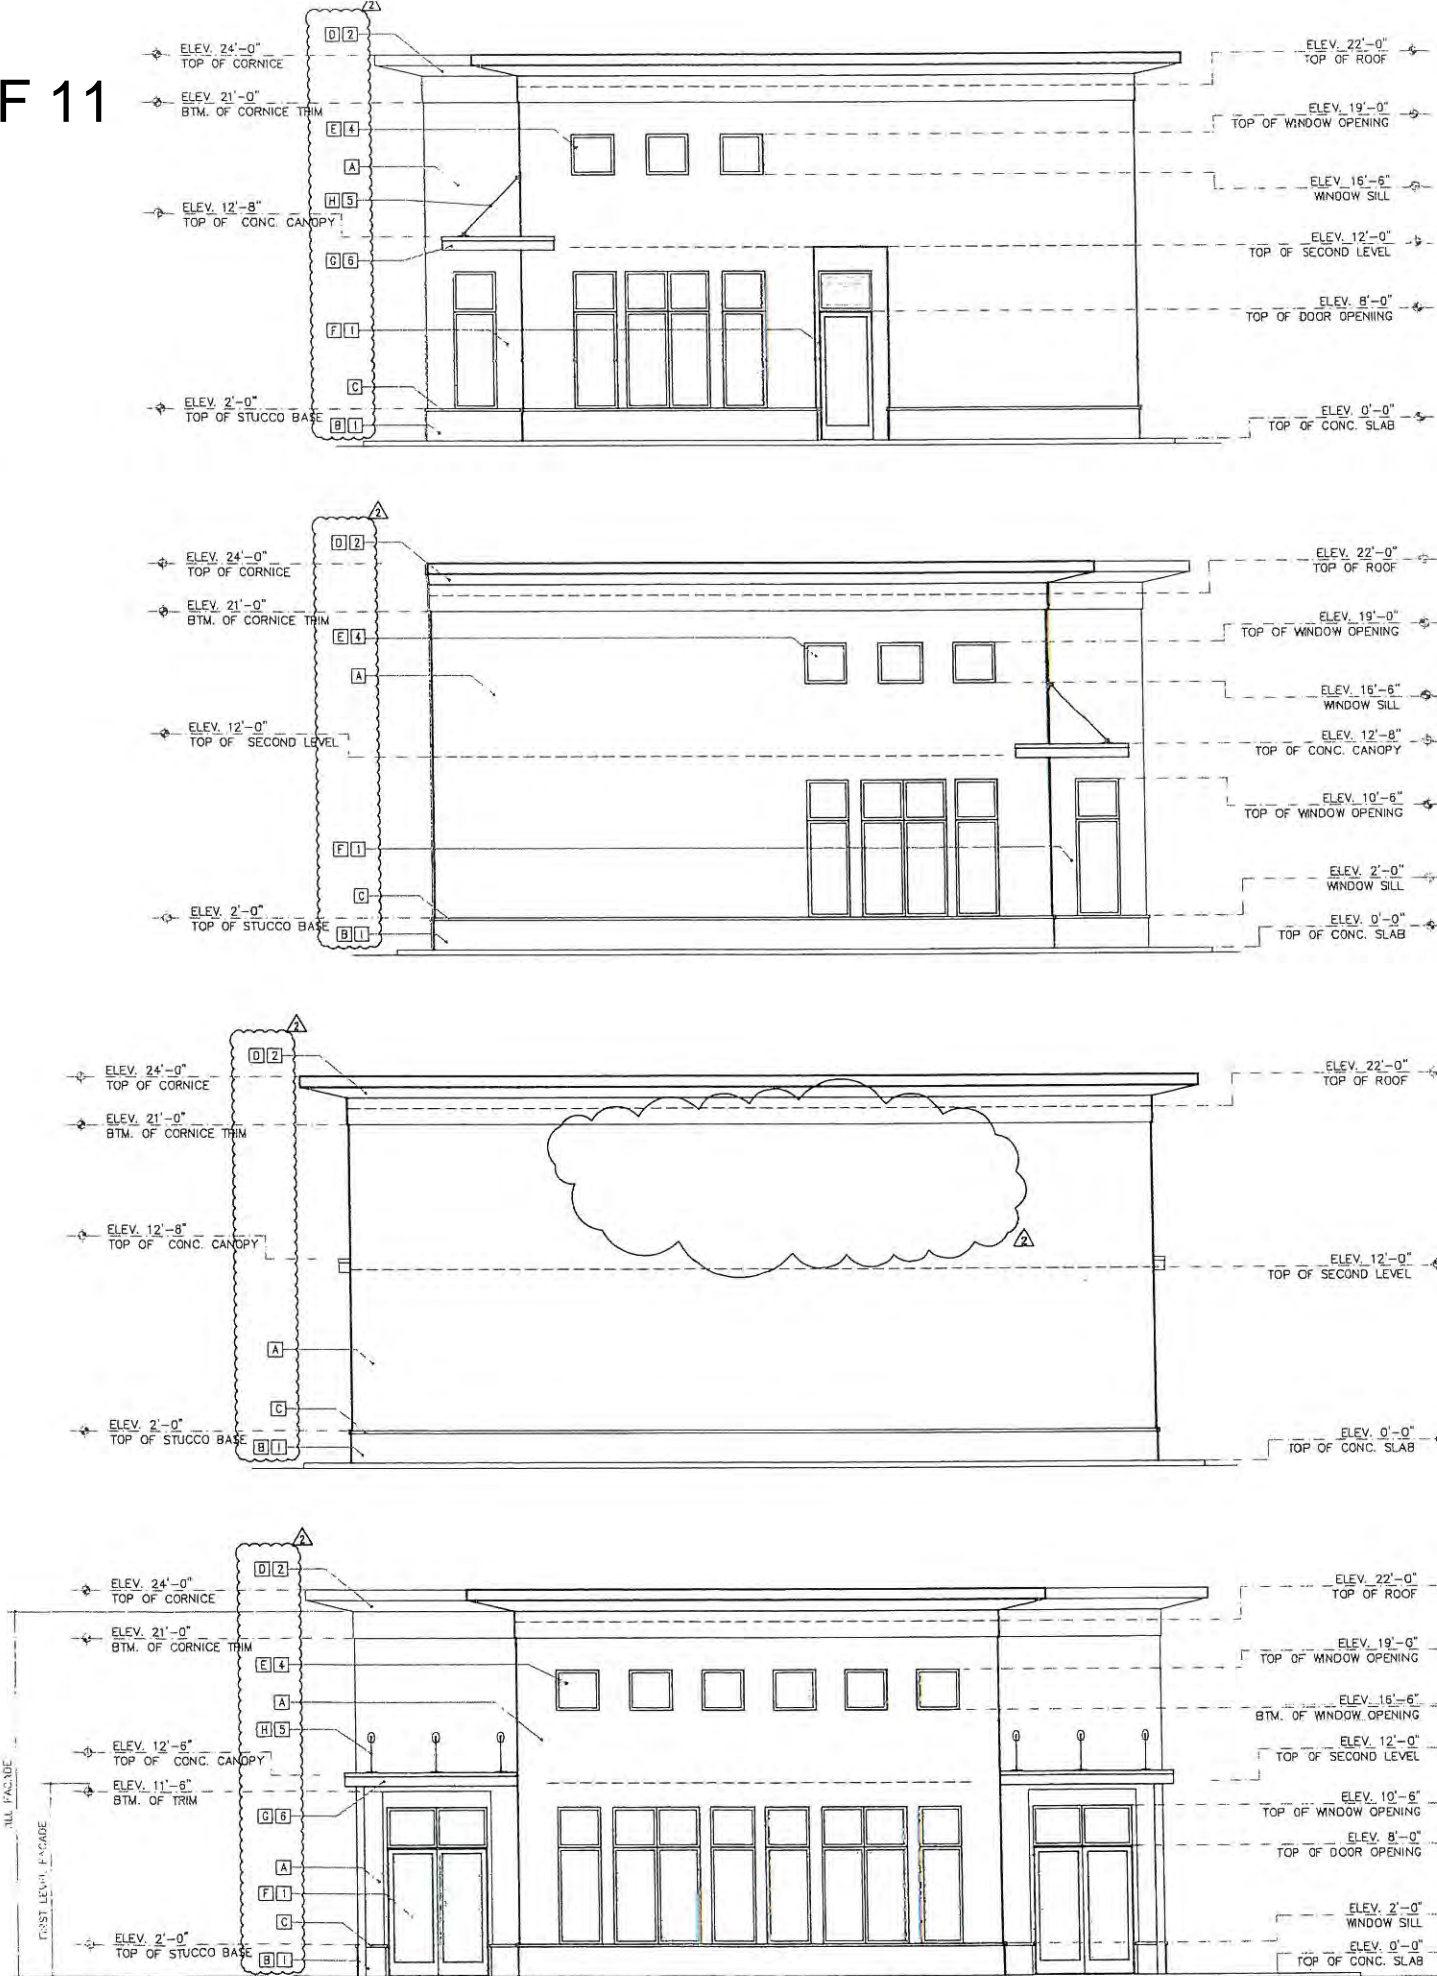 F 11
2
D 2
ELEV. 24'-0"
TOP OF CORNICE
ELEV. 21'-0"
BTM. OF CORNICE TRIM
E 4
A
H 5
ELEV. 12'-8"
TOP OF CONC. CANOPY
G 6
F 1
C
ELEV. 2'-0"
TOP OF STUCCO BASE
B 1
ELEV. 22'-0"
TOP OF ROOF
ELEV. 19'-0"
TOP OF WINDOW OPENING
ELEV. 16'-6"
WINDOW SILL
ELEV. 12'-0"
TOP OF SECOND LEVEL
ELEV. 8'-0"
TOP OF DOOR OPENING
ELEV. 0'-0"
TOP OF CONC. SLAB
2
D 2
ELEV. 24'-0"
TOP OF CORNICE
ELEV. 21'-0"
BTM. OF CORNICE TRIM
E 4
A
ELEV. 12'-0"
TOP OF SECOND LEVEL
F 1
C
ELEV. 2'-0"
TOP OF STUCCO BASE
B 1
ELEV. 22'-0"
TOP OF ROOF
ELEV. 19'-0"
TOP OF WINDOW OPENING
ELEV. 16'-6"
WINDOW SILL
ELEV. 12'-8"
TOP OF CONC. CANOPY
ELEV. 10'-6"
TOP OF WINDOW OPENING
ELEV. 2'-0"
WINDOW SILL
ELEV. 0'-0"
TOP OF CONC. SLAB
2
D 2
ELEV. 24'-0"
TOP OF CORNICE
ELEV. 21'-0"
BTM. OF CORNICE TRIM
ELEV. 12'-8"
TOP OF CONC. CANOPY
A
C
ELEV. 2'-0"
TOP OF STUCCO BASE
B 1
2
ELEV. 22'-0"
TOP OF ROOF
ELEV. 12'-0"
TOP OF SECOND LEVEL
ELEV. 0'-0"
TOP OF CONC. SLAB
2
D 2
ELEV. 24'-0"
TOP OF CORNICE
ELEV. 21'-0"
BTM. OF CORNICE TRIM
E 4
A
H 5
ELEV. 12'-6"
TOP OF CONC. CANOPY
ELEV. 11'-6"
BTM. OF TRIM
G 6
A
F 1
C
ELEV. 2'-0"
TOP OF STUCCO BASE
B 1
FACADE
FIRST LEVEL FACADE
ELEV. 22'-0"
TOP OF ROOF
ELEV. 19'-0"
TOP OF WINDOW OPENING
ELEV. 16'-6"
BTM. OF WINDOW OPENING
ELEV. 12'-0"
TOP OF SECOND LEVEL
ELEV. 10'-6"
TOP OF WINDOW OPENING
ELEV. 8'-0"
TOP OF DOOR OPENING
ELEV. 2'-0"
WINDOW SILL
ELEV. 0'-0"
TOP OF CONC. SLAB